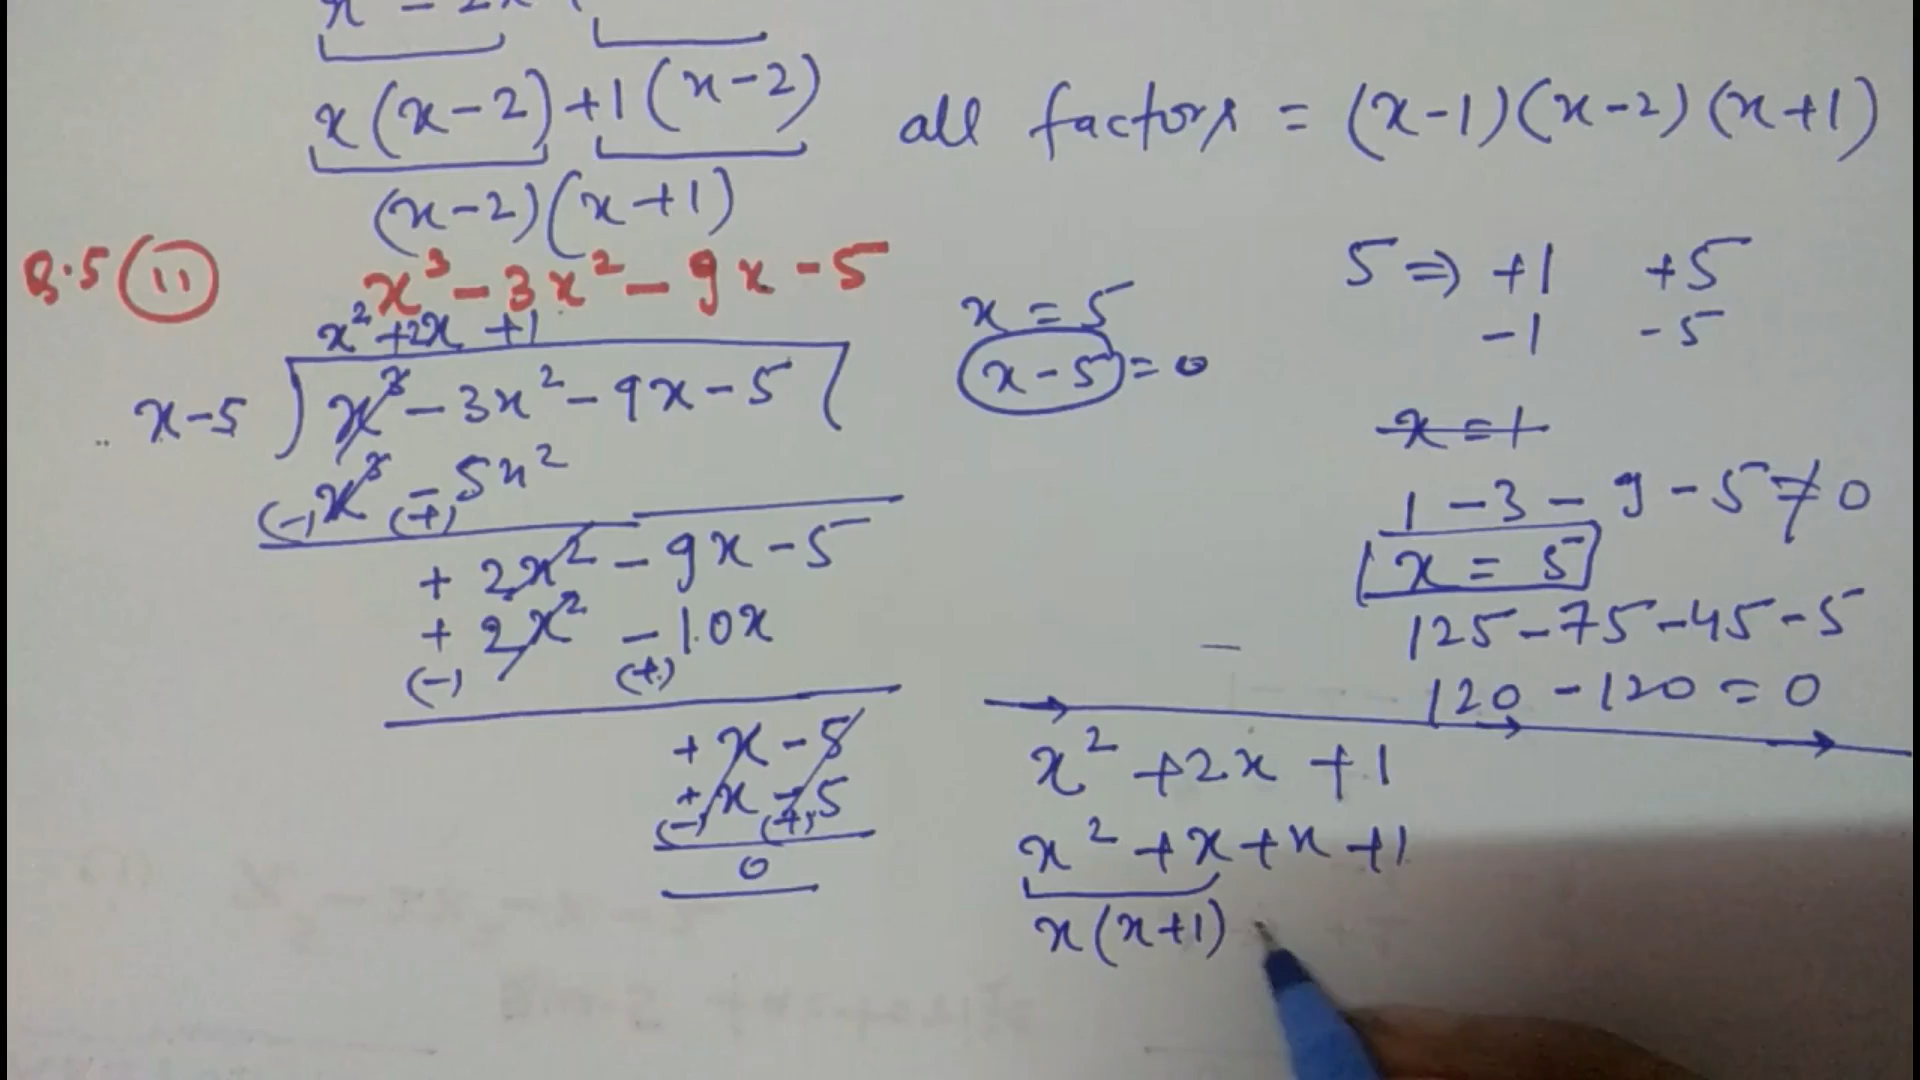 x(x-2)+1(x-2)
(x-2)(x+1)
all factors = (x-1)(x-2)(x+1)
Q.5 (11) x³ - 3x² - 9x - 5
x² + 2x + 1
x-5 ) x³ - 3x² - 9x - 5 (
(-) x³ - (+) 5x²
+ 2x² - 9x - 5
+ 2x² - 10x
(-) (+)
+ x - 5
+ x - 5
(-) (+)
0
x = 5
x - 5 = 0
5 ⇒ +1 +5
-1 -5
x = 1
1 - 3 - 9 - 5 ≠ 0
x = 5
125 - 75 - 45 - 5
120 - 120 = 0
x² + 2x + 1
x² + x + x + 1
x(x+1)